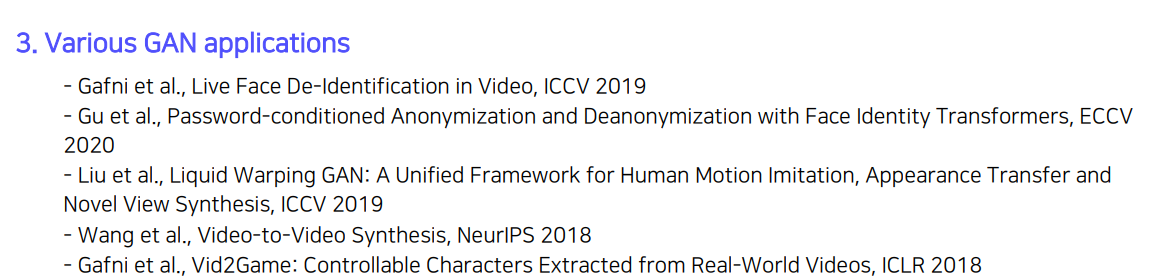 3. Various GAN applications
- Gafni et al., Live Face De-Identification in Video, ICCV 2019
- Gu et al., Password-conditioned Anonymization and Deanonymization with Face Identity Transformers, ECCV
2020
- Liu et al., Liquid Warping GAN: A Unified Framework for Human Motion Imitation, Appearance Transfer and
Novel View Synthesis, ICCV 2019
- Wang et al., Video-to-Video Synthesis, NeurIPS 2018
- Gafni et al., Vid2Game: Controllable Characters Extracted from Real-World Videos, ICLR 2018